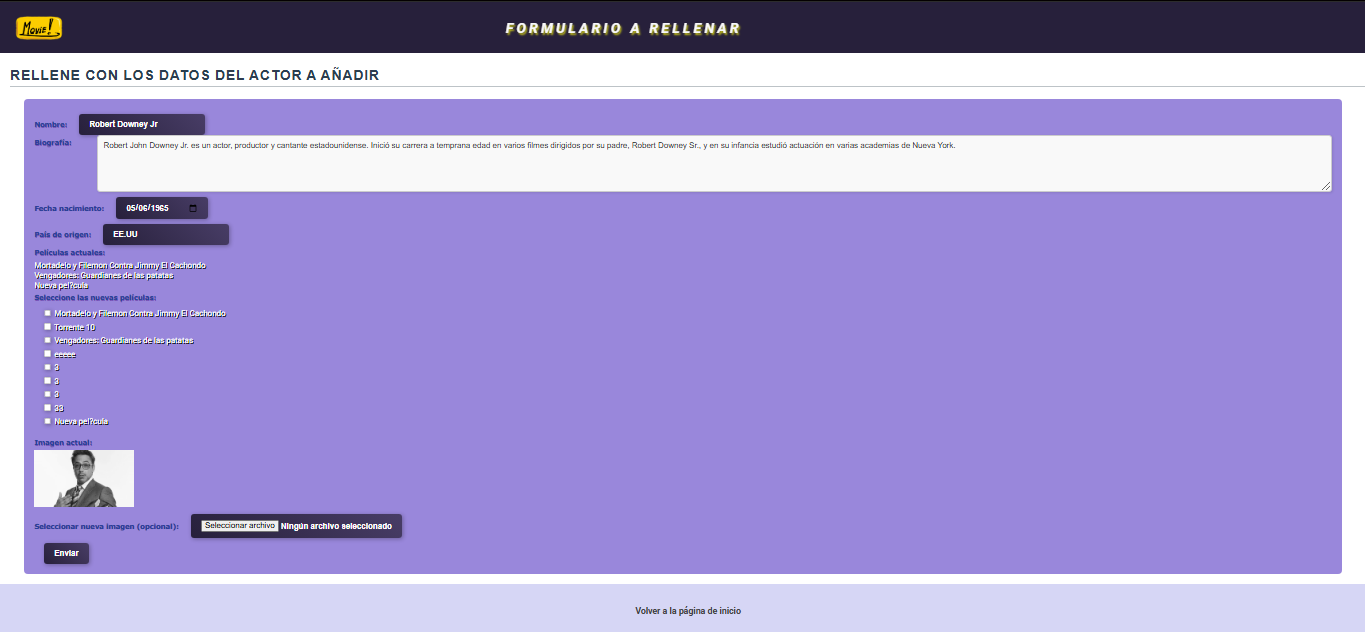 Movie!
FORMULARIO A RELLENAR
RELLENE CON LOS DATOS DEL ACTOR A AÑADIR
Nombre: Robert Downey Jr
Biografía: Robert John Downey Jr. es un actor, productor y cantante estadounidense. Inició su carrera a temprana edad en varios filmes dirigidos por su padre, Robert Downey Sr., y en su infancia estudió actuación en varias academias de Nueva York.
Fecha nacimiento: 05/06/1965
País de origen: EE.UU
Películas actuales:
Mortadelo y Filemon Contra Jimmy El Cachondo
Vengadores: Guardianes de las patatas
Nueva pel?cula
Seleccione las nuevas películas:
Mortadelo y Filemon Contra Jimmy El Cachondo
Torrente 10
Vengadores: Guardianes de las patatas
eeeee
3
3
3
33
Nueva pel?cula
Imagen actual:
Seleccionar nueva imagen (opcional): Seleccionar archivo Ningún archivo seleccionado
Enviar
Volver a la página de inicio